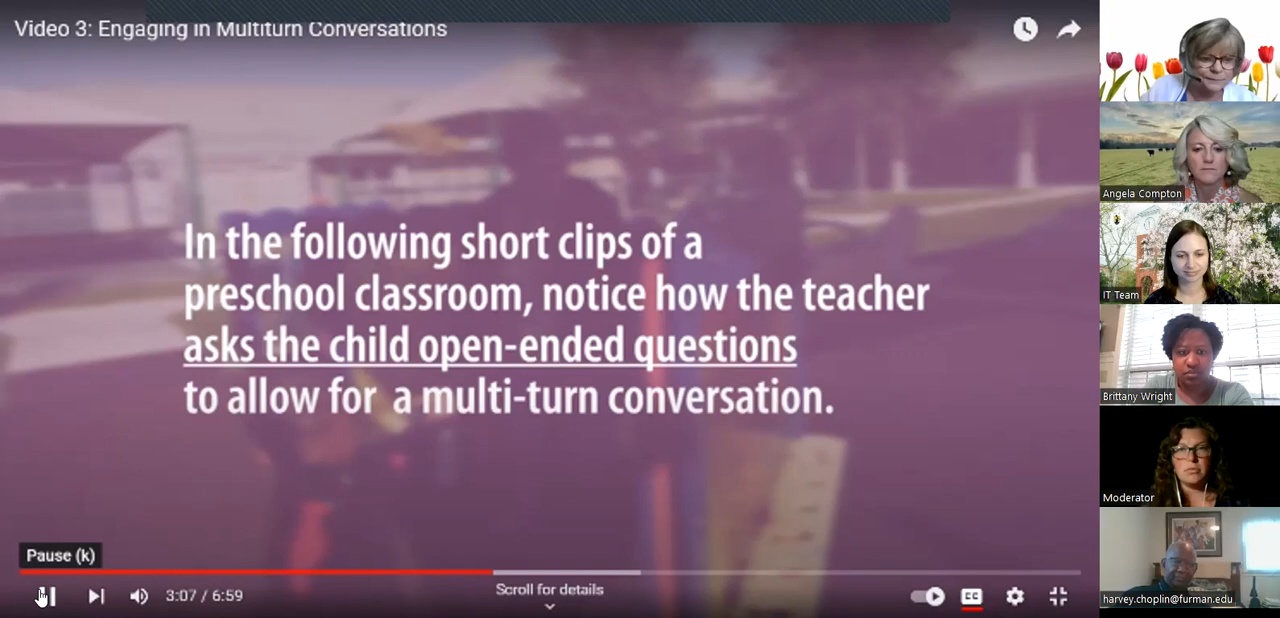 Video 3: Engaging in Multiturn Conversations
In the following short clips of a
preschool classroom, notice how the teacher
asks the child open-ended questions
to allow for a multi-turn conversation.
Pause (k)
3:07 / 6:59
Scroll for details
CC
Angela Compton
IT Team
Brittany Wright
Moderator
harvey.choplin@furman.edu